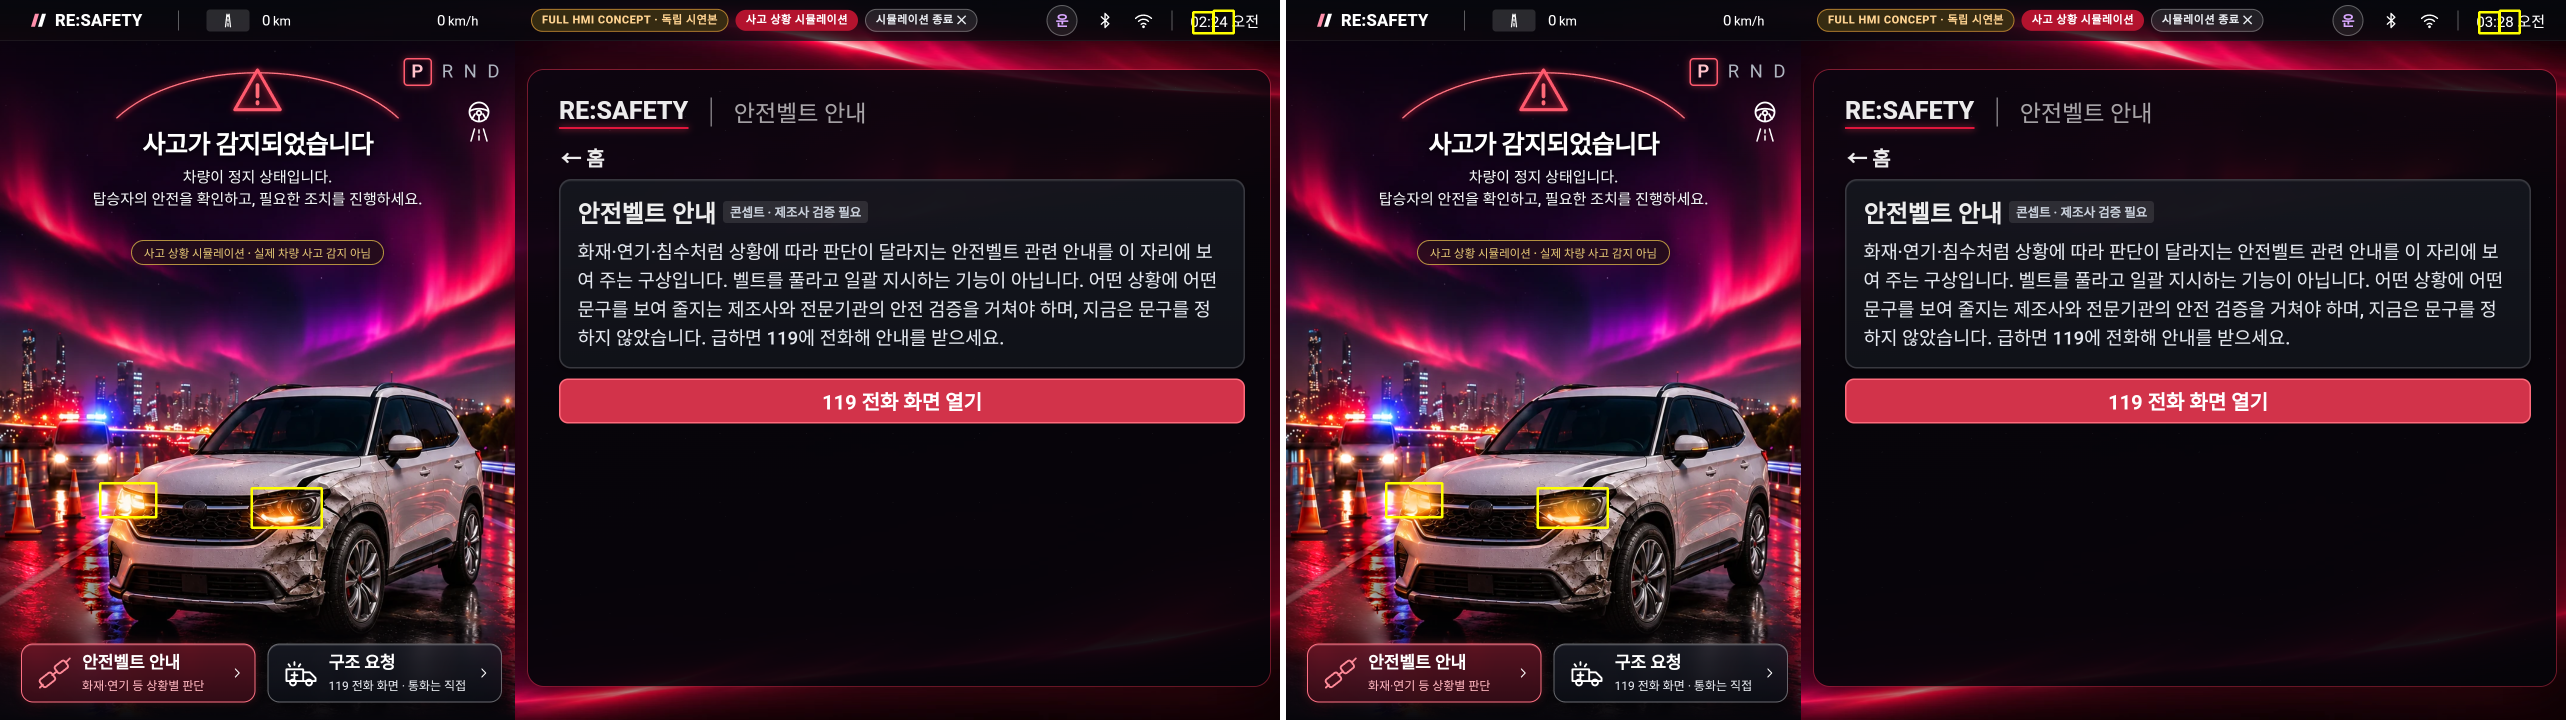 RE:SAFETY
0 km
0 km/h
FULL HMI CONCEPT · 독립 시연본
사고 상황 시뮬레이션
시뮬레이션 종료 ✕
운
02:24 오전
P R N D
사고가 감지되었습니다
차량이 정지 상태입니다.
탑승자의 안전을 확인하고, 필요한 조치를 진행하세요.
사고 상황 시뮬레이션 · 실제 차량 사고 감지 아님
안전벨트 안내
화재·연기 등 상황별 판단
구조 요청
119 전화 화면 · 통화는 직접
RE:SAFETY
안전벨트 안내
← 홈
안전벨트 안내 콘셉트 · 제조사 검증 필요
화재·연기·침수처럼 상황에 따라 판단이 달라지는 안전벨트 관련 안내를 이 자리에 보
여 주는 구상입니다. 벨트를 풀라고 일괄 지시하는 기능이 아닙니다. 어떤 상황에 어떤
문구를 보여 줄지는 제조사와 전문기관의 안전 검증을 거쳐야 하며, 지금은 문구를 정
하지 않았습니다. 급하면 119에 전화해 안내를 받으세요.
119 전화 화면 열기
RE:SAFETY
0 km
0 km/h
FULL HMI CONCEPT · 독립 시연본
사고 상황 시뮬레이션
시뮬레이션 종료 ✕
운
03:28 오전
P R N D
사고가 감지되었습니다
차량이 정지 상태입니다.
탑승자의 안전을 확인하고, 필요한 조치를 진행하세요.
사고 상황 시뮬레이션 · 실제 차량 사고 감지 아님
안전벨트 안내
화재·연기 등 상황별 판단
구조 요청
119 전화 화면 · 통화는 직접
RE:SAFETY
안전벨트 안내
← 홈
안전벨트 안내 콘셉트 · 제조사 검증 필요
화재·연기·침수처럼 상황에 따라 판단이 달라지는 안전벨트 관련 안내를 이 자리에 보
여 주는 구상입니다. 벨트를 풀라고 일괄 지시하는 기능이 아닙니다. 어떤 상황에 어떤
문구를 보여 줄지는 제조사와 전문기관의 안전 검증을 거쳐야 하며, 지금은 문구를 정
하지 않았습니다. 급하면 119에 전화해 안내를 받으세요.
119 전화 화면 열기